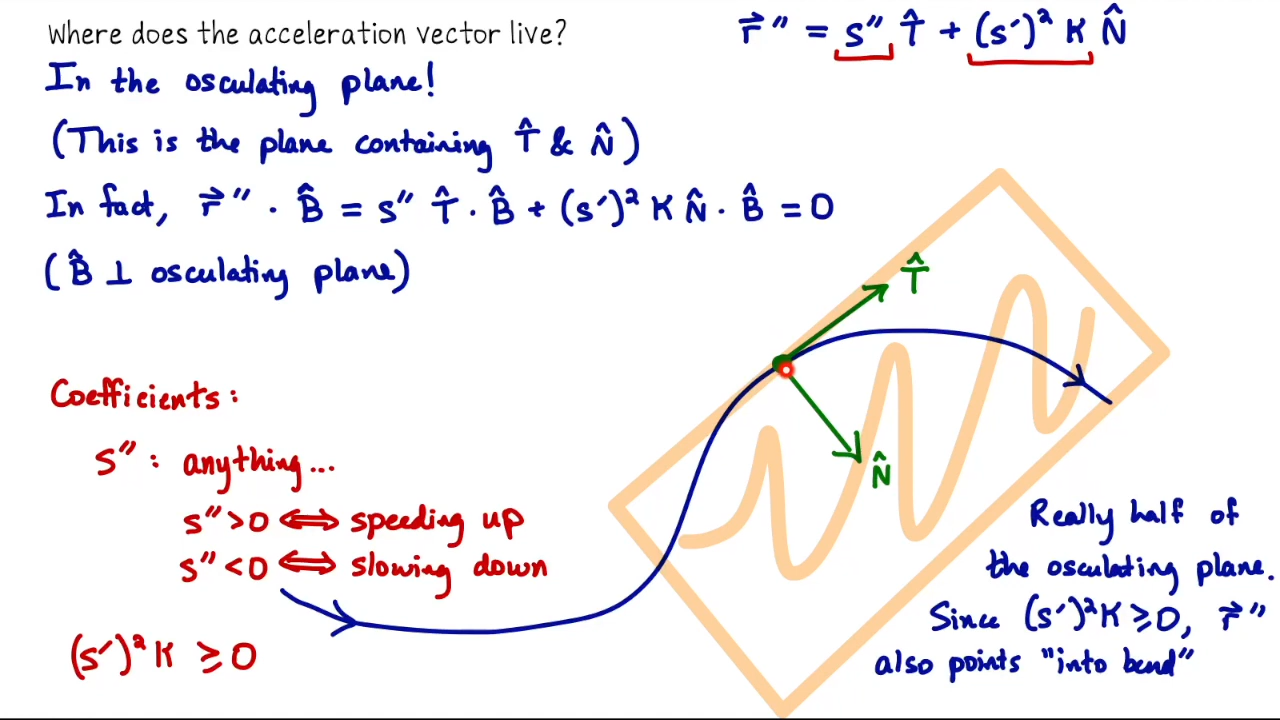 Where does the acceleration vector live?
r⃗″ = s″ T̂ + (s′)² κ N̂
In the osculating plane!
(This is the plane containing T̂ & N̂)
In fact, r⃗″ · B̂ = s″ T̂ · B̂ + (s′)² κ N̂ · B̂ = 0
(B̂ ⊥ osculating plane)
T̂
N̂
Coefficients:
s″ : anything...
s″ > 0 ⟺ speeding up
s″ < 0 ⟺ slowing down
(s′)² κ ≥ 0
Really half of
the osculating plane.
Since (s′)² κ ≥ 0, r⃗″
also points "into bend"